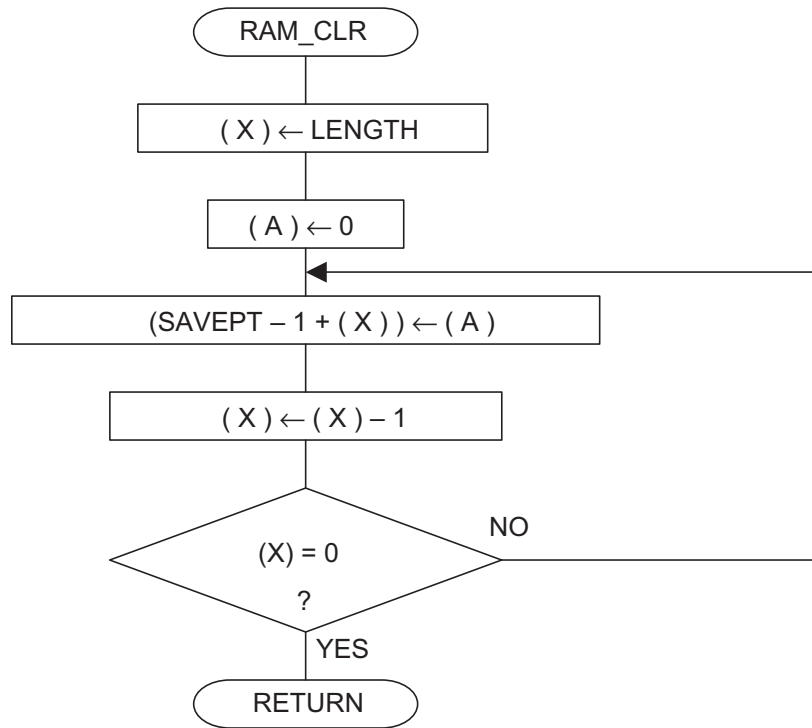 RAM_CLR
( X ) ← LENGTH
( A ) ← 0
(SAVEPT – 1 + ( X ) ) ← ( A )
( X ) ← ( X ) – 1
NO
(X) = 0
?
YES
RETURN